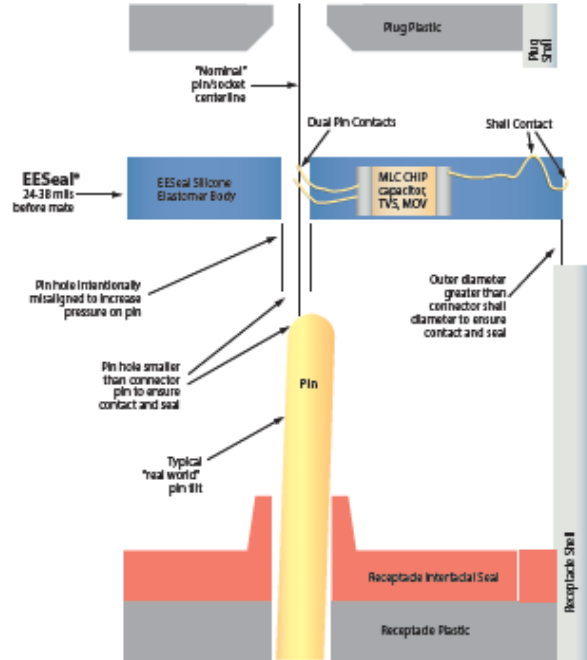 Plug Plastic
Plug Shell
"Nominal"
pin/socket
centerline
Dual Pin Contacts
Shell Contact
EESeal®
24-38 mils
before mate
EESeal Silicone
Elastomer Body
MLC CHIP
capacitor,
TVS, MOV
Pin hole intentionally
misaligned to increase
pressure on pin
Outer diameter
greater than
connector shell
diameter to ensure
contact and seal
Pin hole smaller
than connector
pin to ensure
contact and seal
Pin
Typical
"real world"
pin tilt
Receptacle Interfacial Seal
Receptacle Shell
Receptacle Plastic